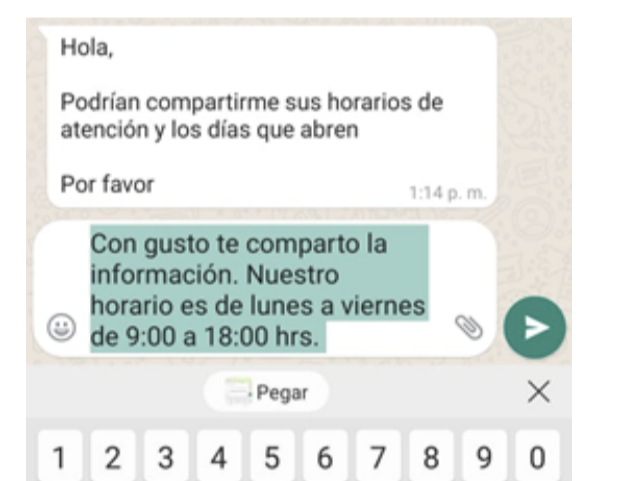 Hola,
Podrían compartirme sus horarios de
atención y los días que abren
Por favor
1:14 p. m.
Con gusto te comparto la
información. Nuestro
horario es de lunes a viernes
de 9:00 a 18:00 hrs.
Pegar
1 2 3 4 5 6 7 8 9 0